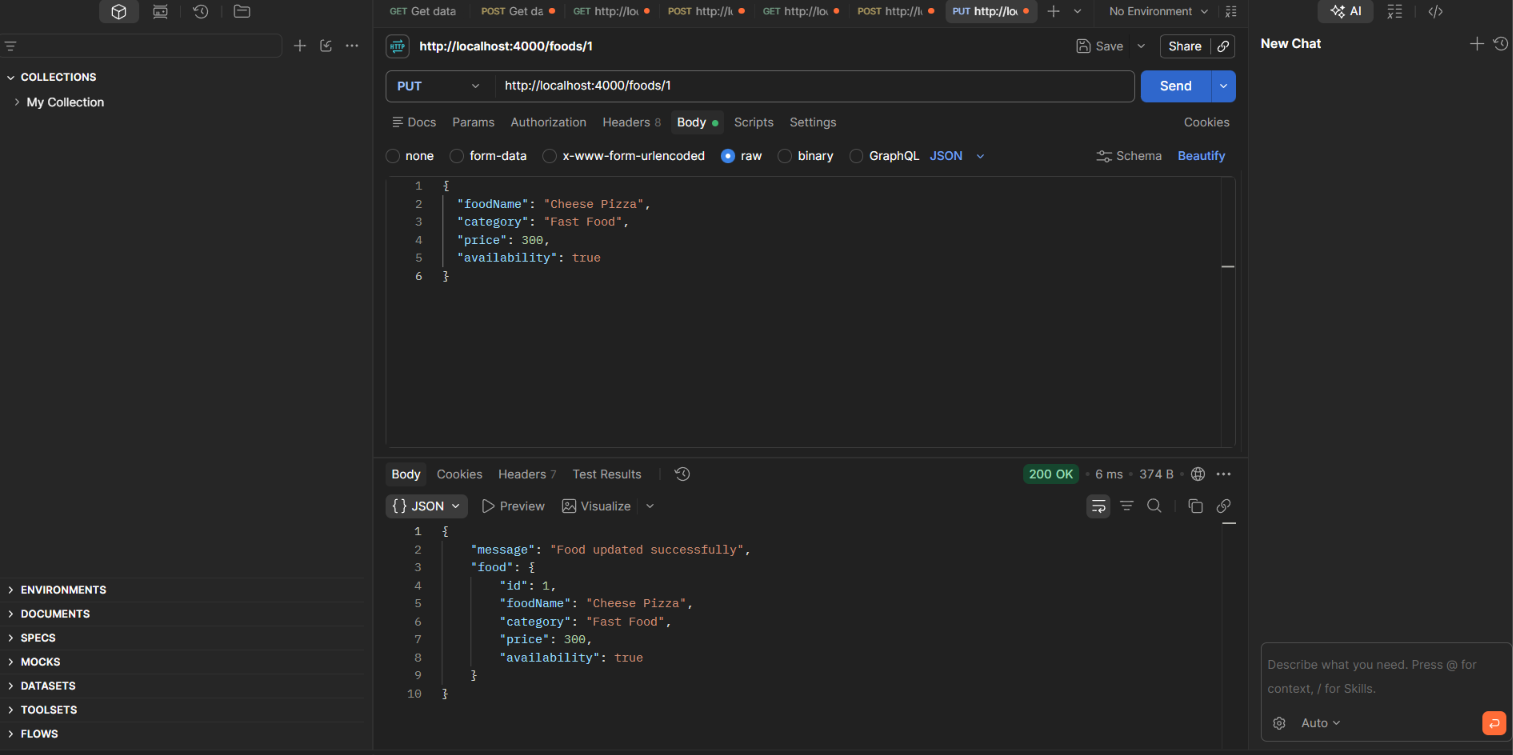 GET Get data POST Get da GET http://loc POST http://l GET http://loc POST http://l PUT http://loc No Environment AI
COLLECTIONS
My Collection
ENVIRONMENTS
DOCUMENTS
SPECS
MOCKS
DATASETS
TOOLSETS
FLOWS
HTTP http://localhost:4000/foods/1 Save Share
PUT http://localhost:4000/foods/1 Send
Docs Params Authorization Headers 8 Body Scripts Settings Cookies
none form-data x-www-form-urlencoded raw binary GraphQL JSON Schema Beautify
1 {
2 "foodName": "Cheese Pizza",
3 "category": "Fast Food",
4 "price": 300,
5 "availability": true
6 }
Body Cookies Headers 7 Test Results 200 OK • 6 ms • 374 B •
{} JSON Preview Visualize
1 {
2 "message": "Food updated successfully",
3 "food": {
4 "id": 1,
5 "foodName": "Cheese Pizza",
6 "category": "Fast Food",
7 "price": 300,
8 "availability": true
9 }
10 }
New Chat
Describe what you need. Press @ for
context, / for Skills.
Auto